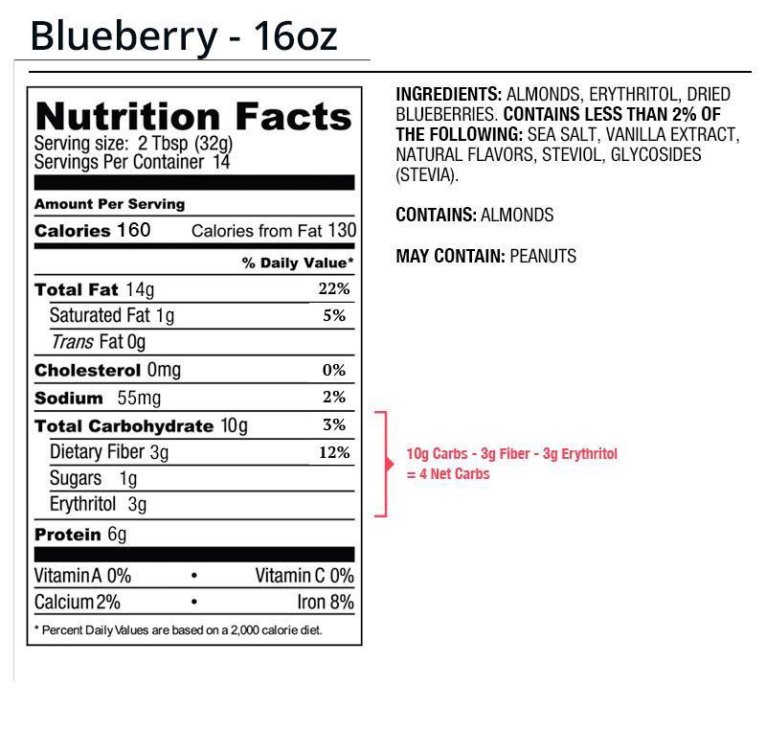 Blueberry - 16oz
Nutrition Facts
Serving size: 2 Tbsp (32g)
Servings Per Container 14
Amount Per Serving
Calories 160 Calories from Fat 130
% Daily Value*
Total Fat 14g 22%
Saturated Fat 1g 5%
Trans Fat 0g
Cholesterol 0mg 0%
Sodium 55mg 2%
Total Carbohydrate 10g 3%
Dietary Fiber 3g 12%
Sugars 1g
Erythritol 3g
Protein 6g
Vitamin A 0% • Vitamin C 0%
Calcium 2% • Iron 8%
* Percent Daily Values are based on a 2,000 calorie diet.
INGREDIENTS: ALMONDS, ERYTHRITOL, DRIED
BLUEBERRIES. CONTAINS LESS THAN 2% OF
THE FOLLOWING: SEA SALT, VANILLA EXTRACT,
NATURAL FLAVORS, STEVIOL, GLYCOSIDES
(STEVIA).
CONTAINS: ALMONDS
MAY CONTAIN: PEANUTS
10g Carbs - 3g Fiber - 3g Erythritol
= 4 Net Carbs